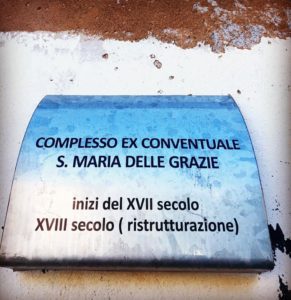 COMPLESSO EX CONVENTUALE
S. MARIA DELLE GRAZIE
inizi del XVII secolo
XVIII secolo ( ristrutturazione)